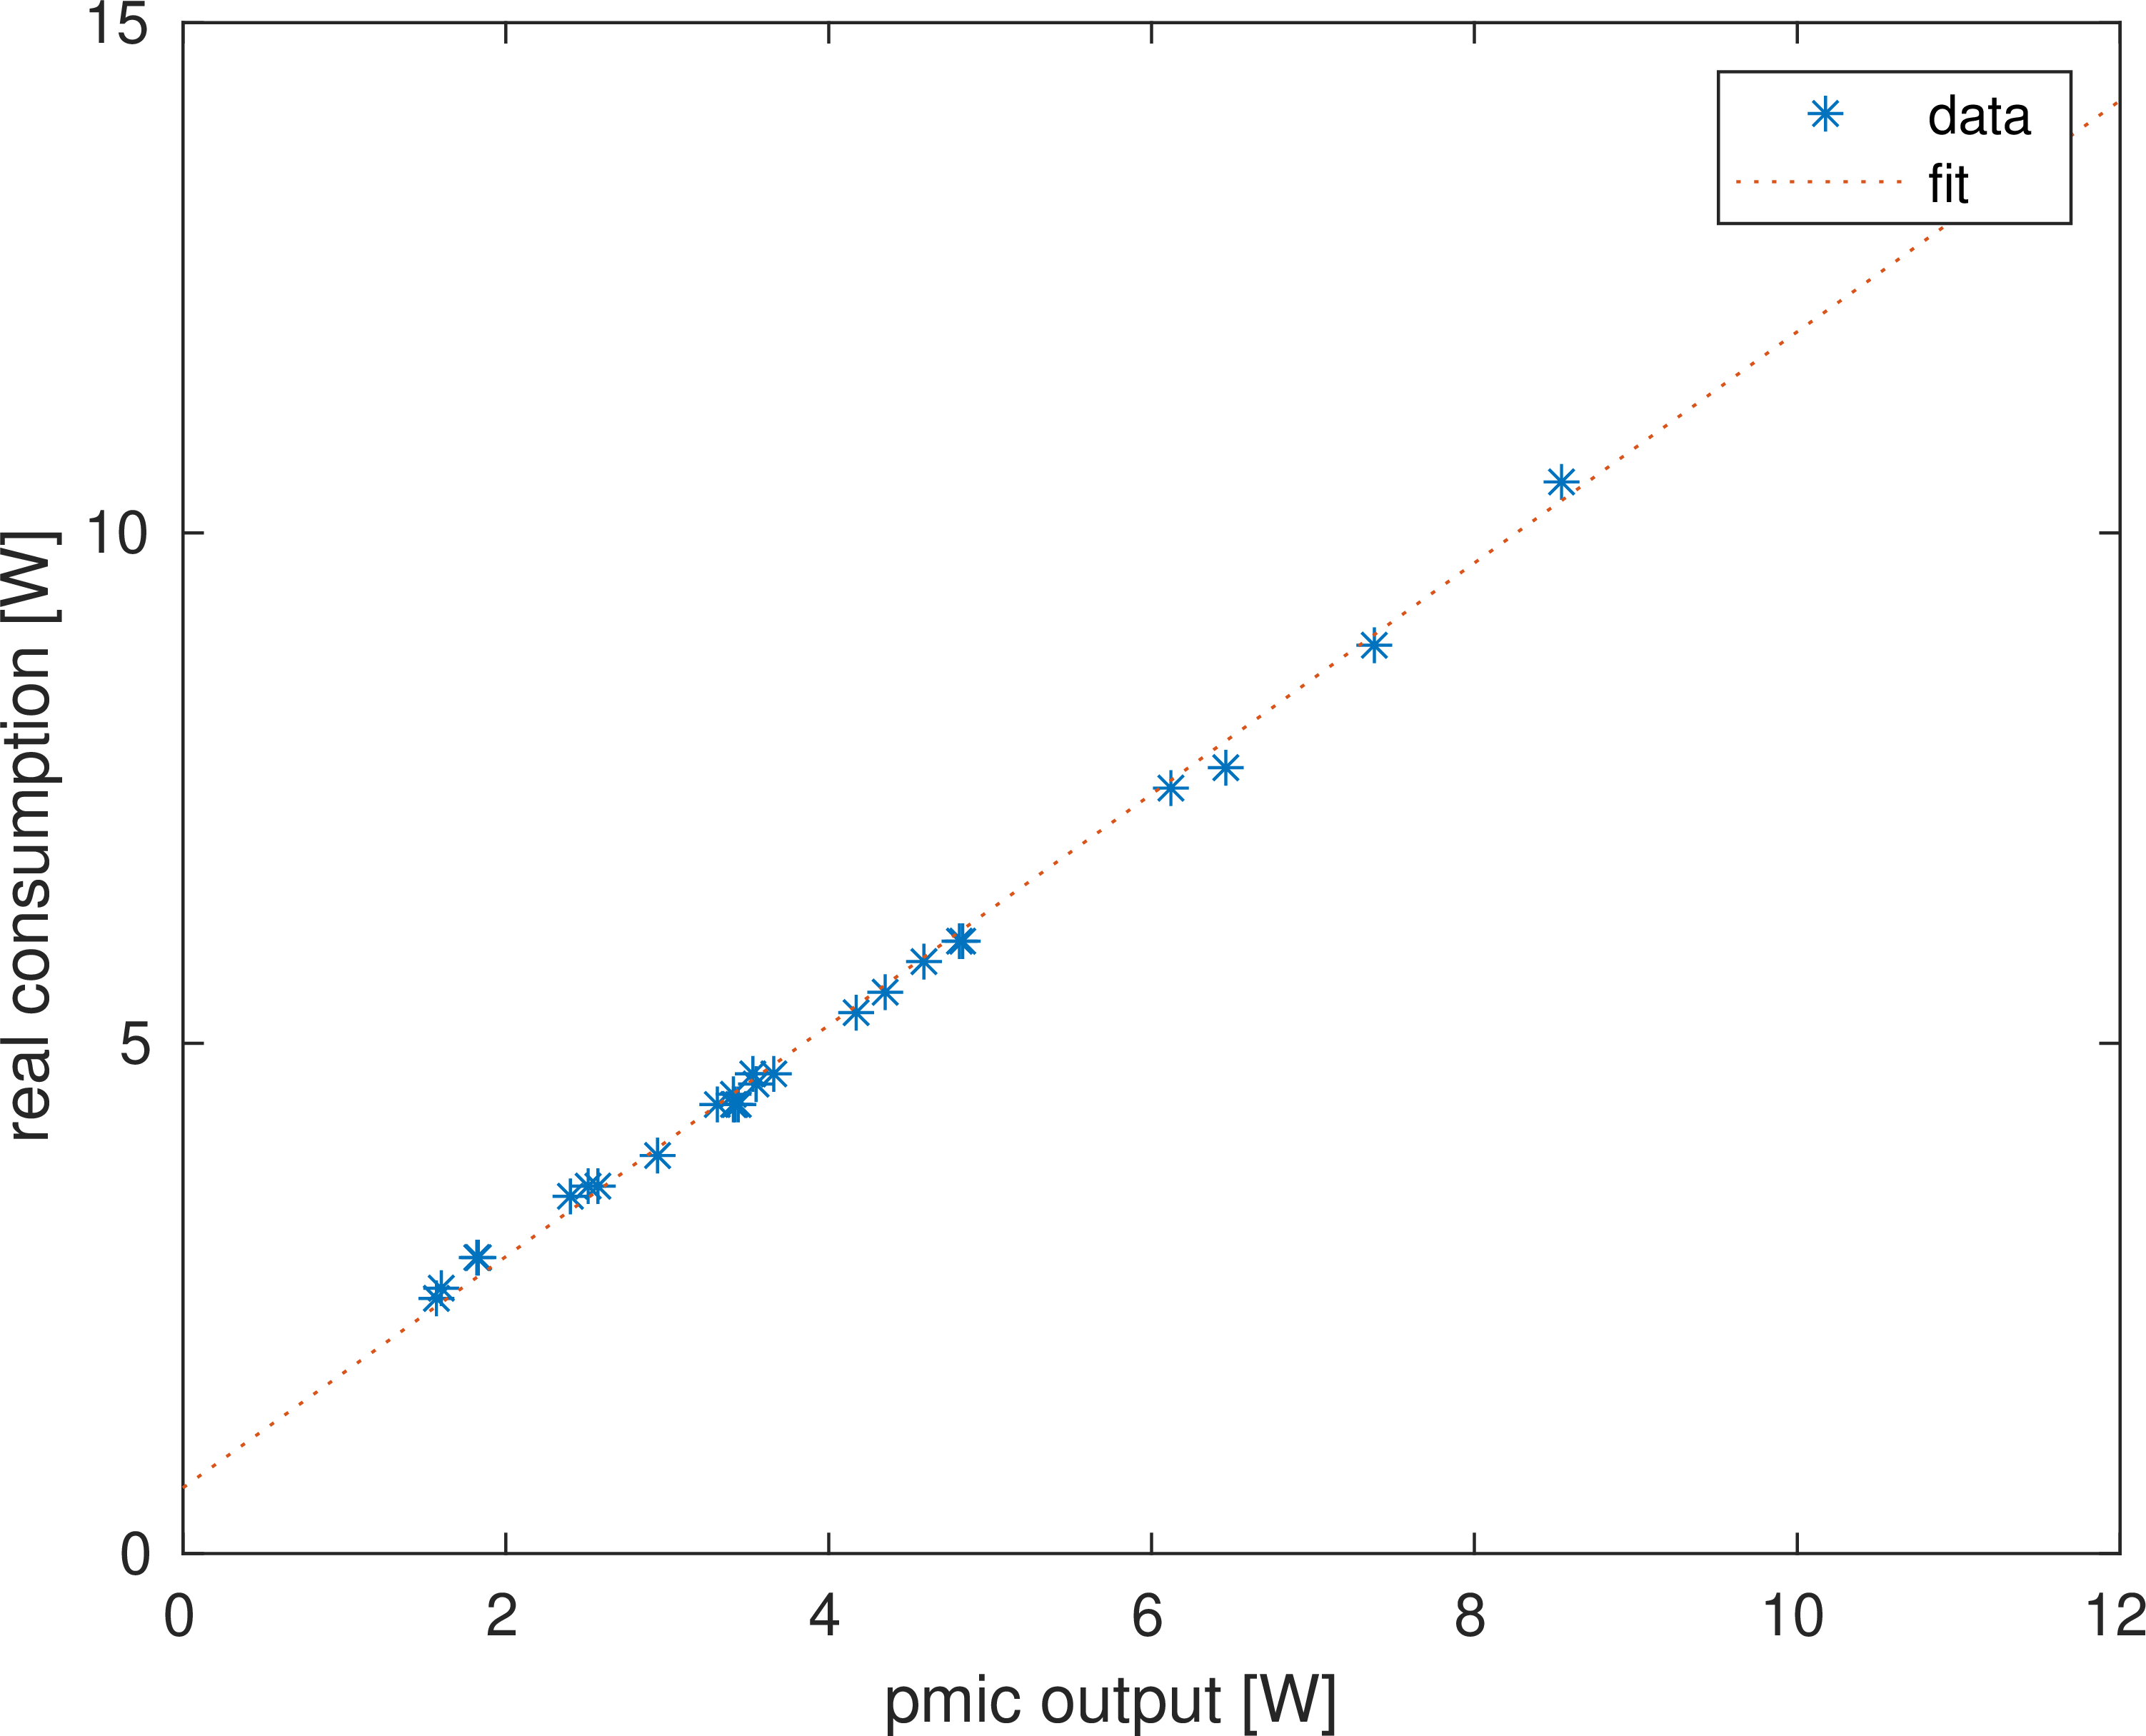 15
10
5
0
0 2 4 6 8 10 12
real consumption [W]
pmic output [W]
data
fit